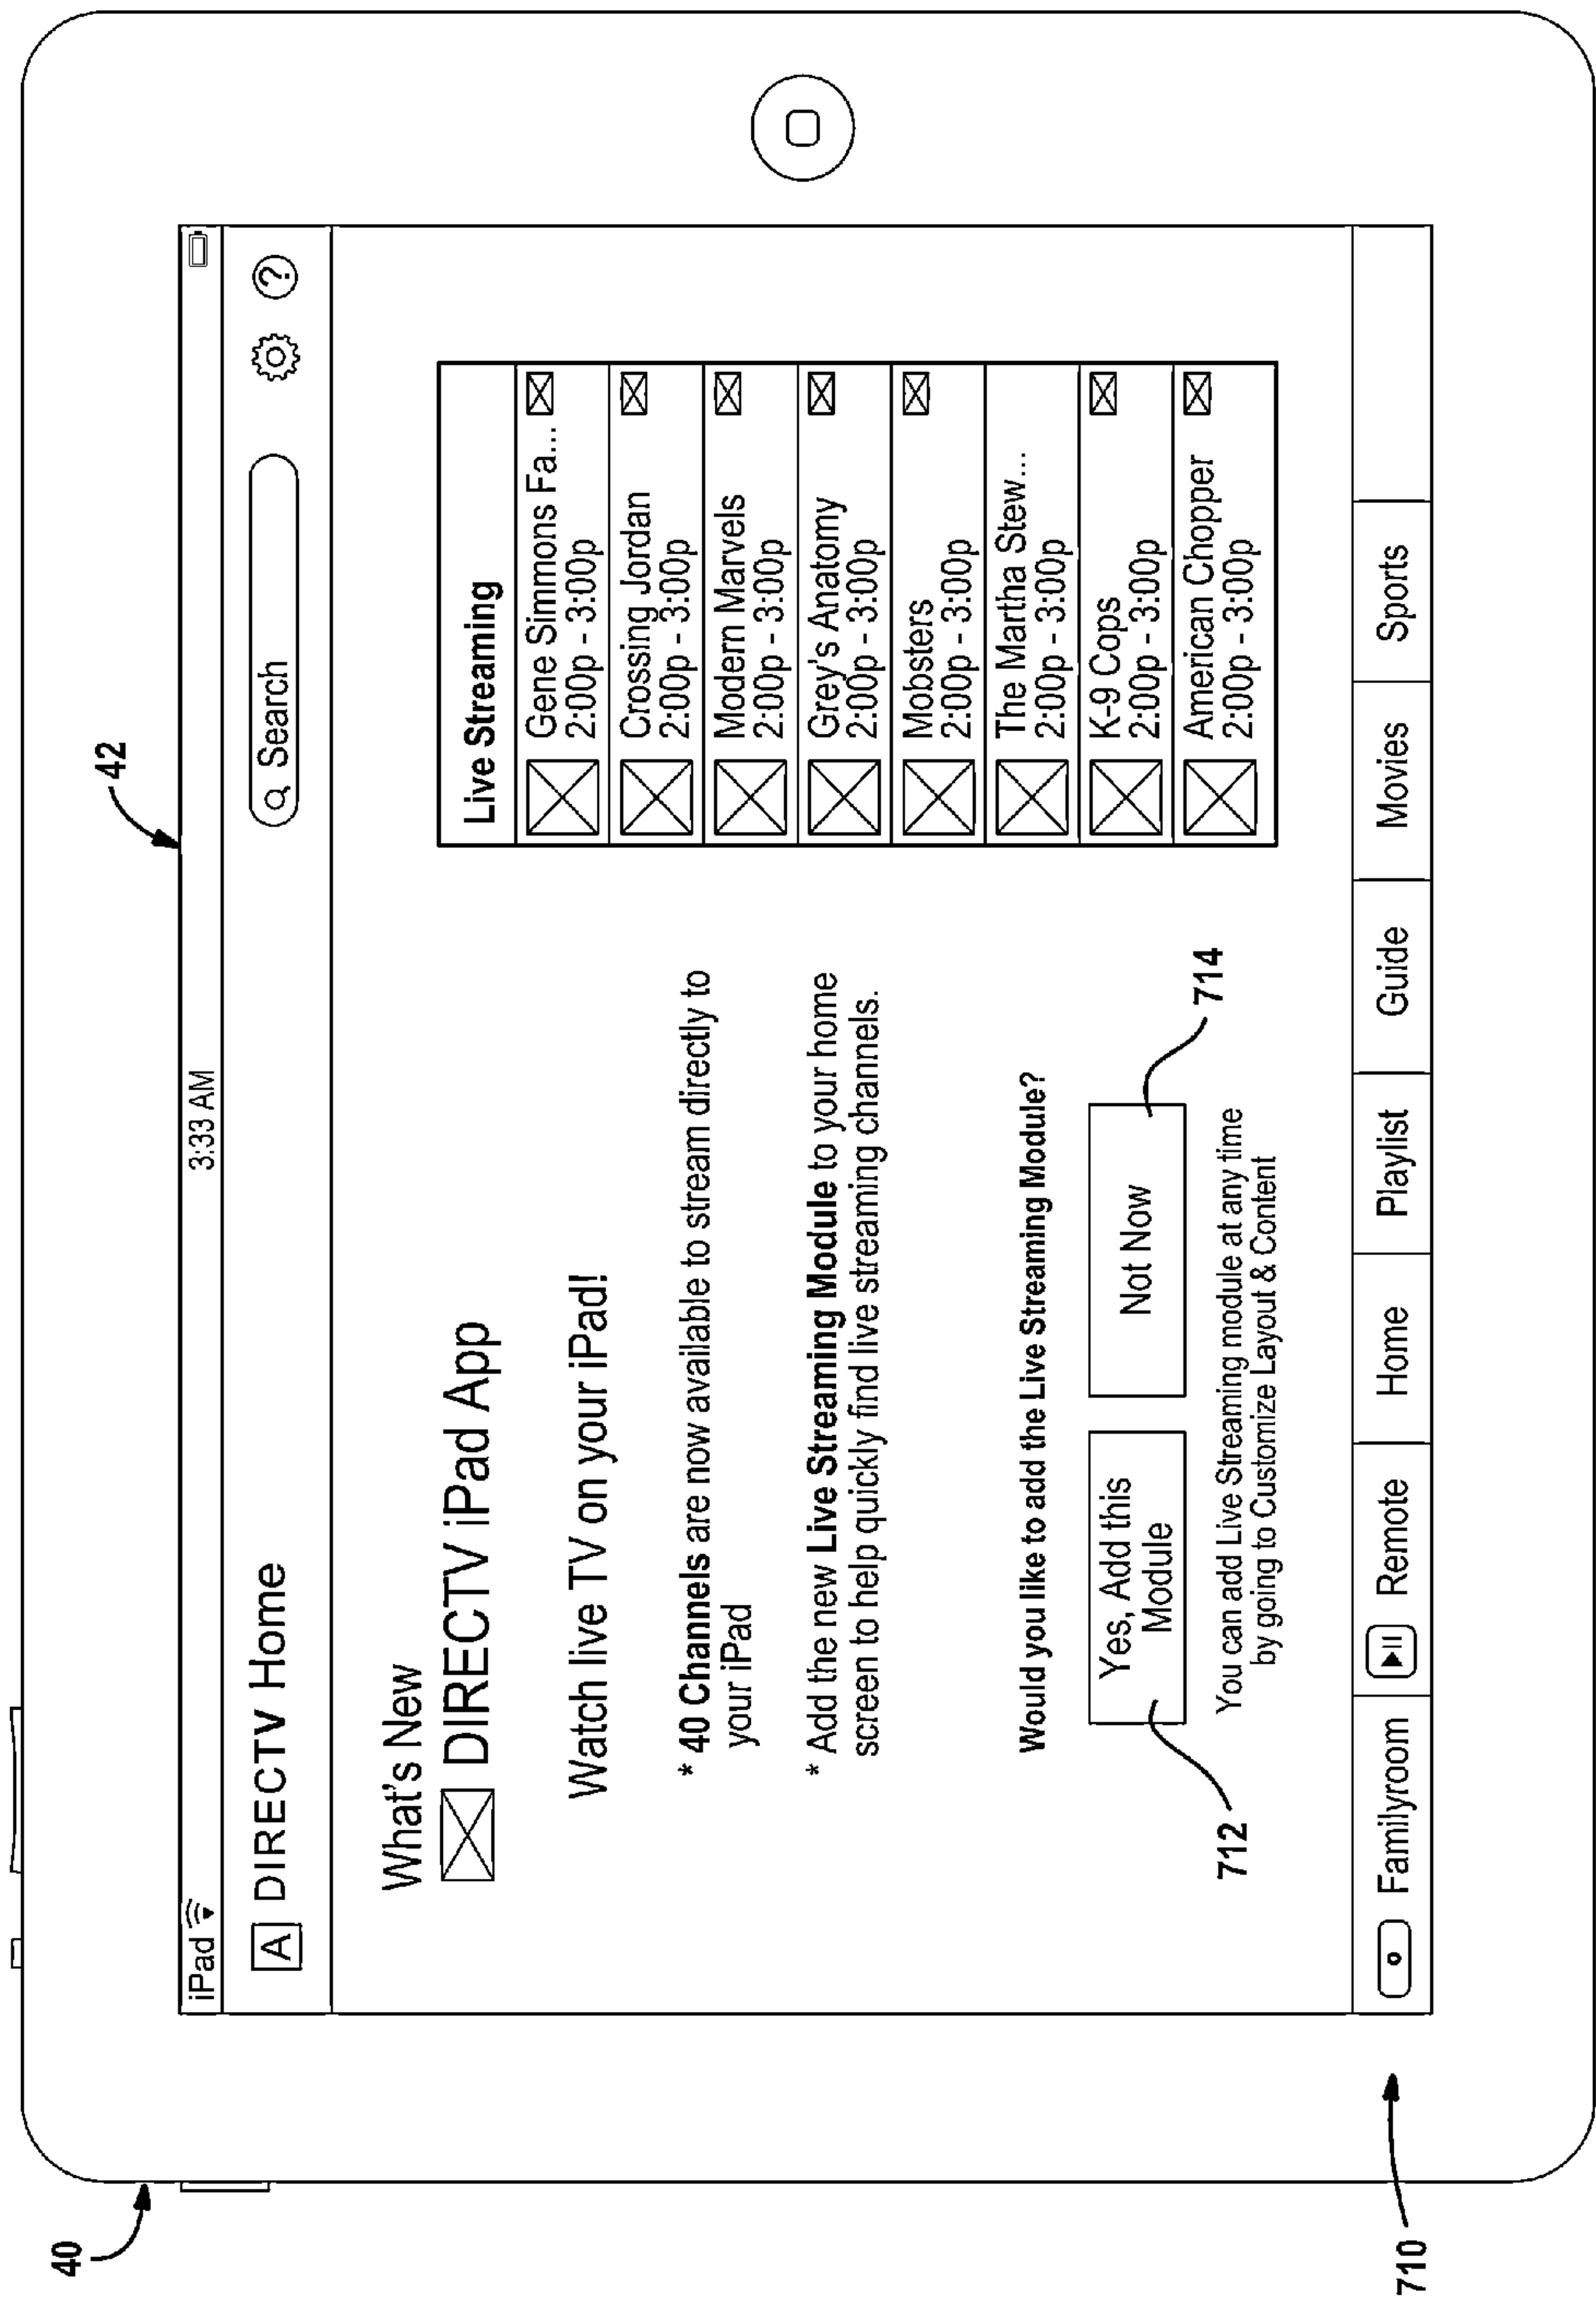 40
42
iPad
3:33 AM
A DIRECTV Home
Search
?
What's New
DIRECTV iPad App
Watch live TV on your iPad!
* 40 Channels are now available to stream directly to
your iPad
* Add the new Live Streaming Module to your home
screen to help quickly find live streaming channels.
Would you like to add the Live Streaming Module?
Yes, Add this
Module
Not Now
712
714
You can add Live Streaming module at any time
by going to Customize Layout & Content
Live Streaming
Gene Simmons Fa...
2:00p - 3:00p
Crossing Jordan
2:00p - 3:00p
Modern Marvels
2:00p - 3:00p
Grey's Anatomy
2:00p - 3:00p
Mobsters
2:00p - 3:00p
The Martha Stew...
2:00p - 3:00p
K-9 Cops
2:00p - 3:00p
American Chopper
2:00p - 3:00p
Familyroom
Remote
Home
Playlist
Guide
Movies
Sports
710